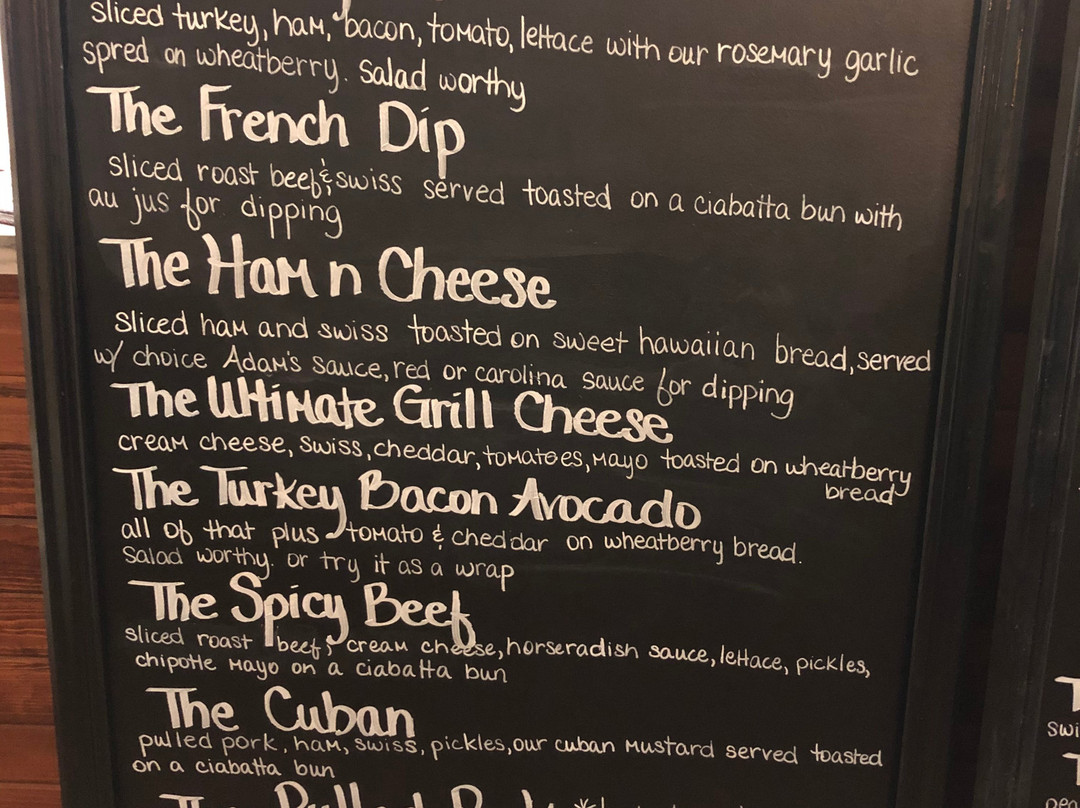 sliced turkey, ham, bacon, tomato, lettace with our rosemary garlic
spred on wheatberry. Salad worthy
The French Dip
sliced roast beef & swiss served toasted on a ciabatta bun with
au jus for dipping
The Ham n Cheese
sliced ham and swiss toasted on sweet hawaiian bread, served
w/ choice Adam's Sauce, red or carolina sauce for dipping
The Ultimate Grill Cheese
cream cheese, swiss, cheddar, tomatoes, mayo toasted on wheatberry
bread
The Turkey Bacon Avocado
all of that plus tomato & cheddar on wheatberry bread.
Salad worthy. or try it as a wrap
The Spicy Beef
sliced roast beef, cream cheese, horseradish sauce, lettace, pickles,
chipotle mayo on a ciabatta bun
The Cuban
pulled pork, ham, swiss, pickles, our cuban mustard served toasted
on a ciabatta bun
The Pulled
swi